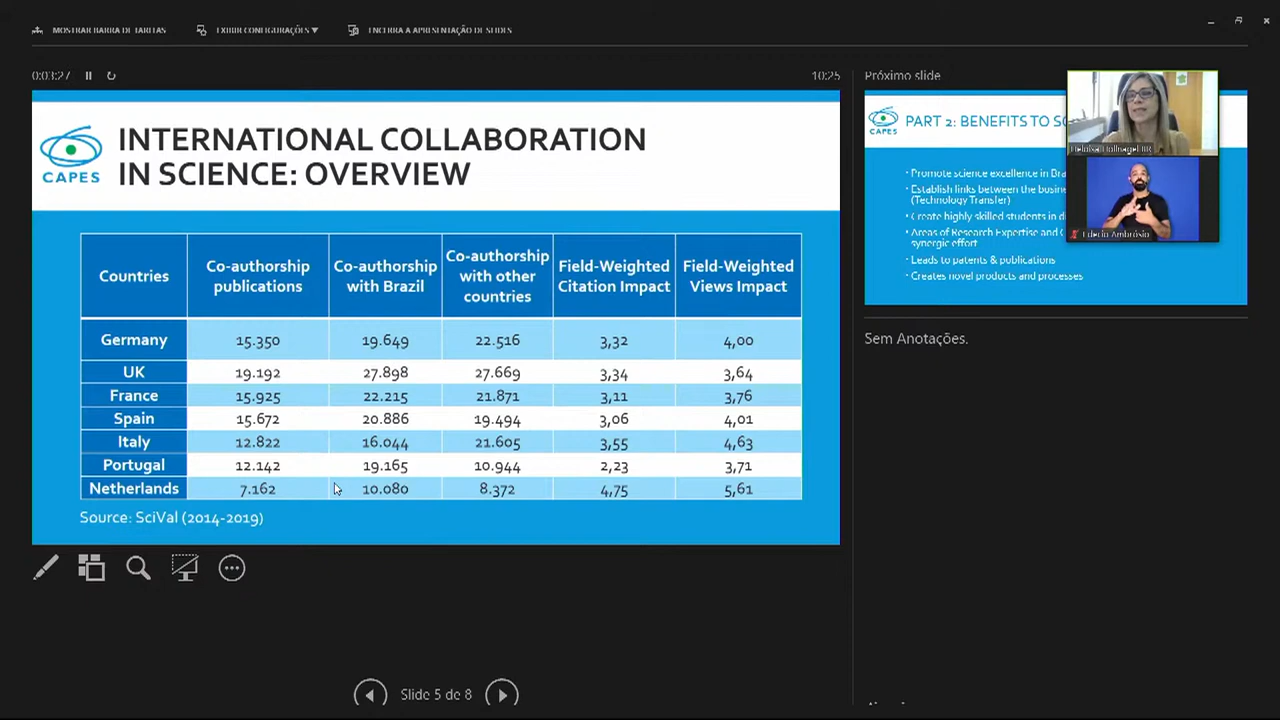 MOSTRAR BARRA DE TAREFAS
EXIBIR CONFIGURAÇÕES
ENCERRA A APRESENTAÇÃO DE SLIDES
0:03:27
10:25
CAPES
INTERNATIONAL COLLABORATION
IN SCIENCE: OVERVIEW
Countries Co-authorship publications Co-authorship with Brazil Co-authorship with other countries Field-Weighted Citation Impact Field-Weighted Views Impact
Germany 15.350 19.649 22.516 3,32 4,00
UK 19.192 27.898 27.669 3,34 3,64
France 15.925 22.215 21.871 3,11 3,76
Spain 15.672 20.886 19.494 3,06 4,01
Italy 12.822 16.044 21.605 3,55 4,63
Portugal 12.142 19.165 10.944 2,23 3,71
Netherlands 7.162 10.080 8.372 4,75 5,61
Source: SciVal (2014-2019)
Slide 5 de 8
Próximo slide
CAPES
PART 2: BENEFITS TO
• Promote science excellence in
• Establish links between the
(Technology Transfer)
• Create highly skilled students in
• Areas of Research Expertise and
synergic effort
• Leads to patents & publications
• Creates novel products and processes
Heloisa Hollnagel
Edecio Ambrósio
Sem Anotações.